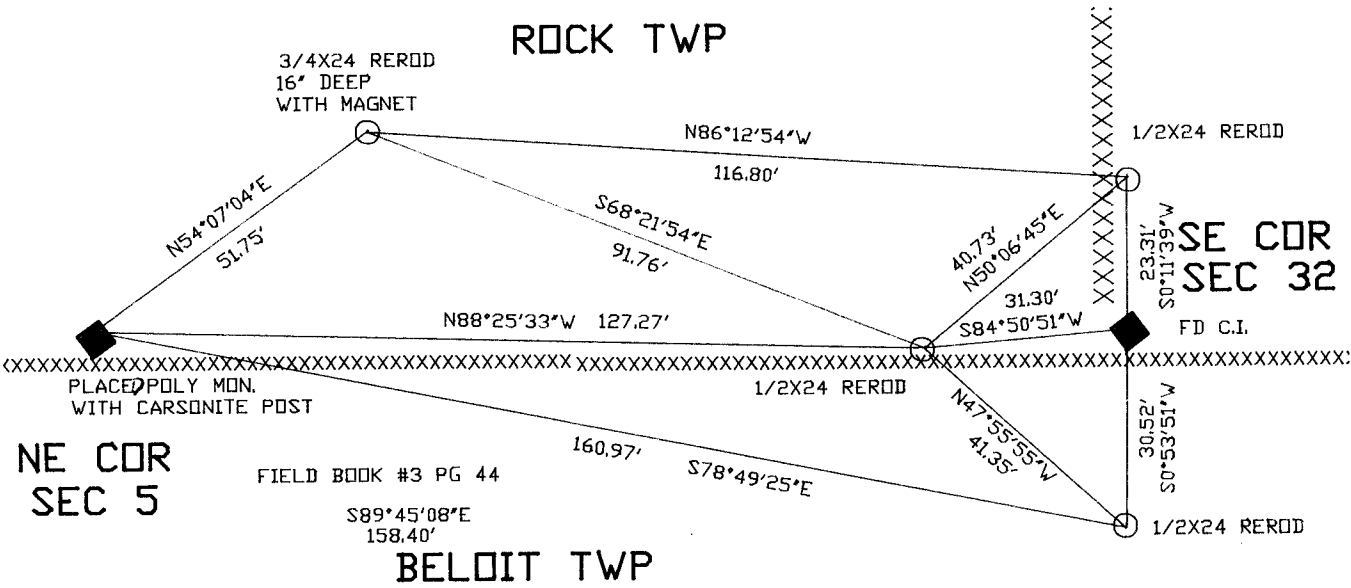 ROCK TWP
3/4X24 REROD
16" DEEP
WITH MAGNET
N86°12'54"W
116.80'
1/2X24 REROD
N54°07'04"E
51.75'
S68°21'54"E
91.76'
40.73'
N50°06'45"E
23.31'
S0°11'39"W
SE COR
SEC 32
31.30'
S84°50'51"W
FD C.I.
N88°25'33"W 127.27'
PLACED POLY MON.
WITH CARSONITE POST
1/2X24 REROD
N47°55'55"W
41.35'
30.52'
S0°53'51"W
NE COR
SEC 5
160.97'
S78°49'25"E
FIELD BOOK #3 PG 44
S89°45'08"E
158.40'
1/2X24 REROD
BELOIT TWP